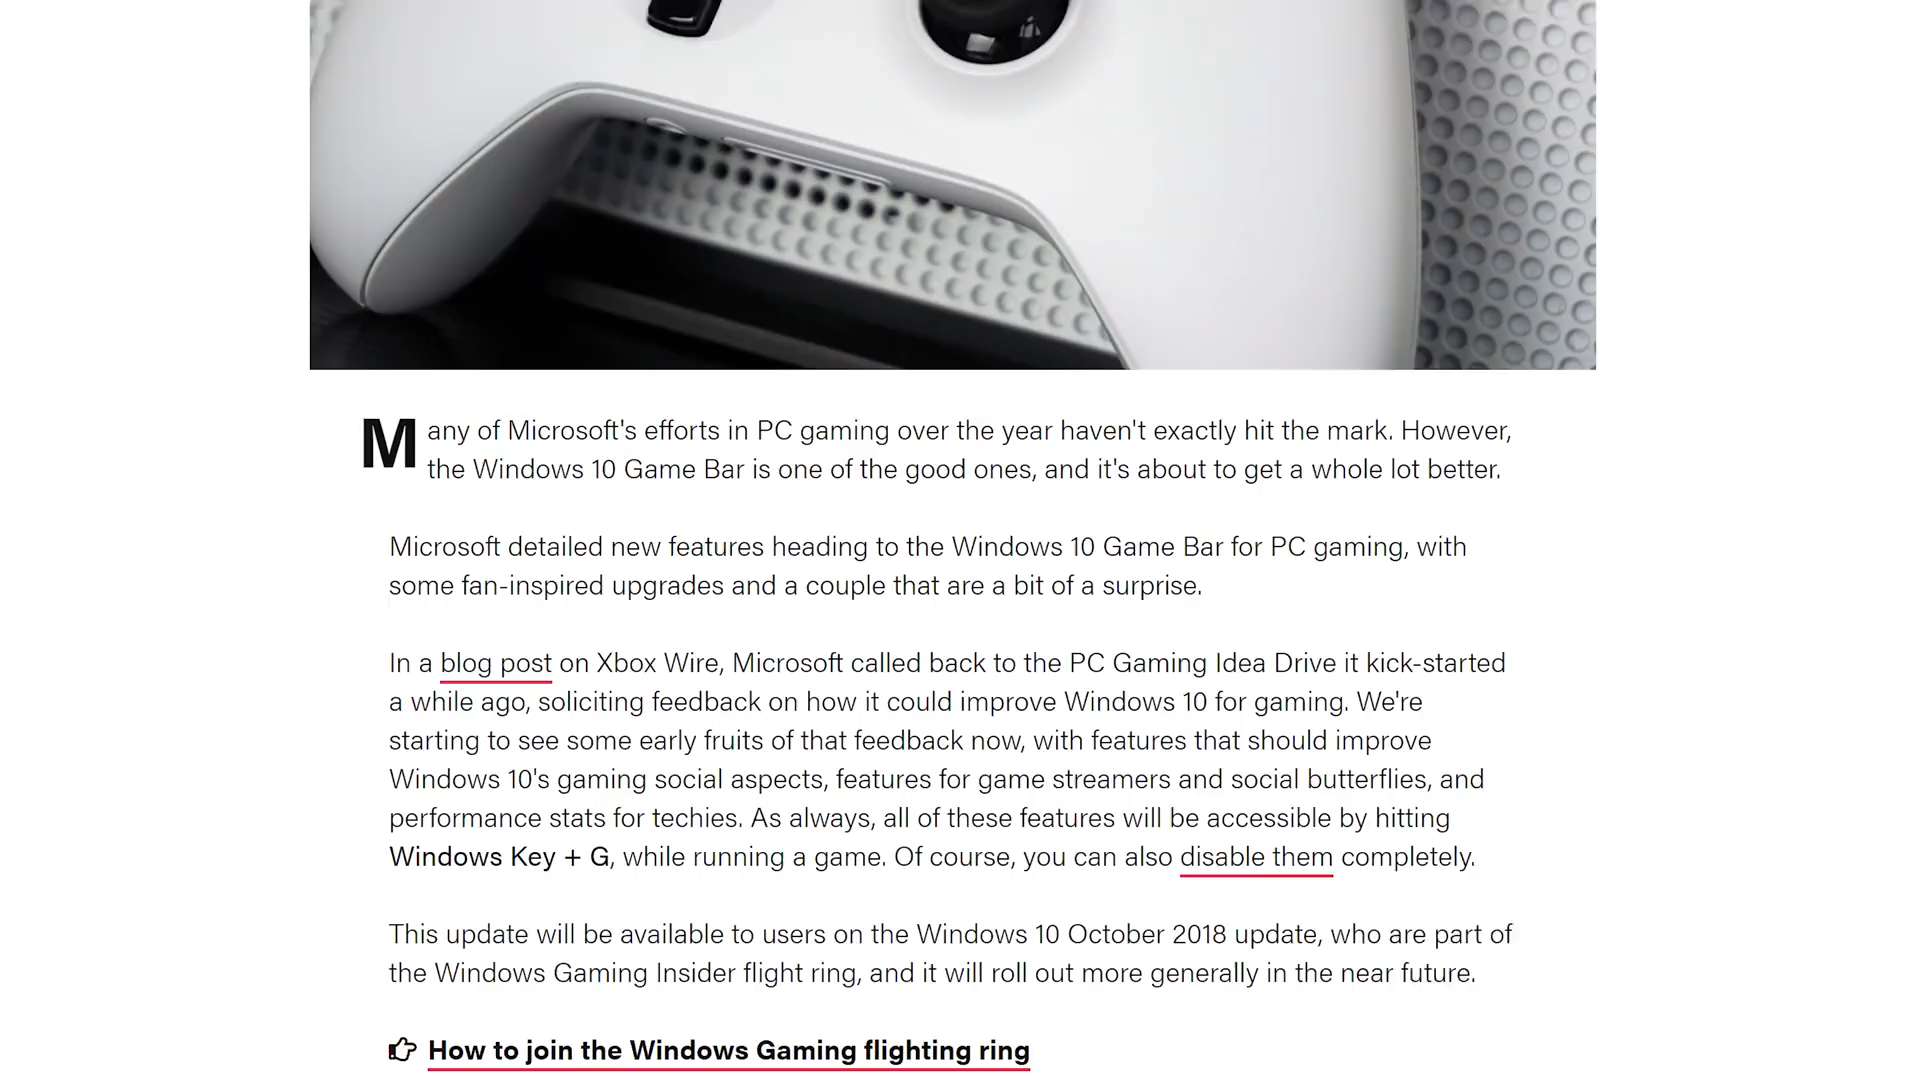 Many of Microsoft's efforts in PC gaming over the year haven't exactly hit the mark. However,
the Windows 10 Game Bar is one of the good ones, and it's about to get a whole lot better.
Microsoft detailed new features heading to the Windows 10 Game Bar for PC gaming, with
some fan-inspired upgrades and a couple that are a bit of a surprise.
In a blog post on Xbox Wire, Microsoft called back to the PC Gaming Idea Drive it kick-started
a while ago, soliciting feedback on how it could improve Windows 10 for gaming. We're
starting to see some early fruits of that feedback now, with features that should improve
Windows 10's gaming social aspects, features for game streamers and social butterflies, and
performance stats for techies. As always, all of these features will be accessible by hitting
Windows Key + G, while running a game. Of course, you can also disable them completely.
This update will be available to users on the Windows 10 October 2018 update, who are part of
the Windows Gaming Insider flight ring, and it will roll out more generally in the near future.
How to join the Windows Gaming flighting ring